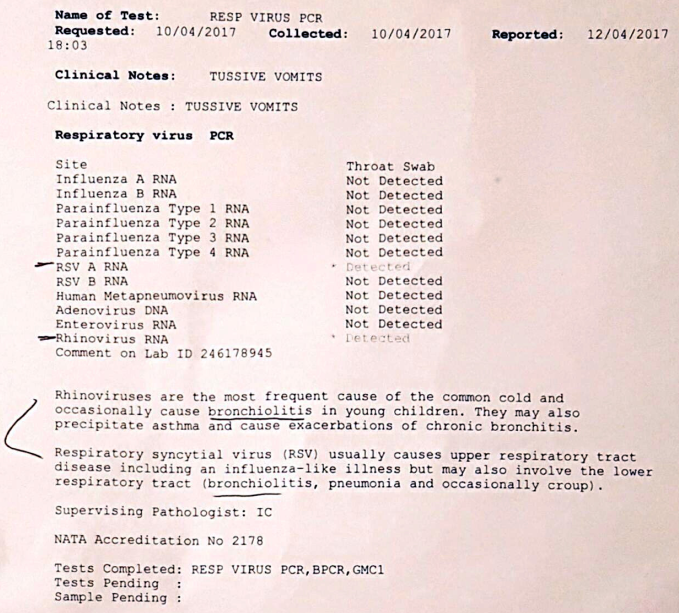 Name of Test: RESP VIRUS PCR
Requested: 10/04/2017 Collected: 10/04/2017 Reported: 12/04/2017
18:03
Clinical Notes: TUSSIVE VOMITS
Clinical Notes : TUSSIVE VOMITS
Respiratory virus PCR
Site Throat Swab
Influenza A RNA Not Detected
Influenza B RNA Not Detected
Parainfluenza Type 1 RNA Not Detected
Parainfluenza Type 2 RNA Not Detected
Parainfluenza Type 3 RNA Not Detected
Parainfluenza Type 4 RNA Not Detected
RSV A RNA * Detected
RSV B RNA Not Detected
Human Metapneumovirus RNA Not Detected
Adenovirus DNA Not Detected
Enterovirus RNA Not Detected
Rhinovirus RNA * Detected
Comment on Lab ID 246178945
Rhinoviruses are the most frequent cause of the common cold and
occasionally cause bronchiolitis in young children. They may also
precipitate asthma and cause exacerbations of chronic bronchitis.
Respiratory syncytial virus (RSV) usually causes upper respiratory tract
disease including an influenza-like illness but may also involve the lower
respiratory tract (bronchiolitis, pneumonia and occasionally croup).
Supervising Pathologist: IC
NATA Accreditation No 2178
Tests Completed: RESP VIRUS PCR,BPCR,GMC1
Tests Pending :
Sample Pending :